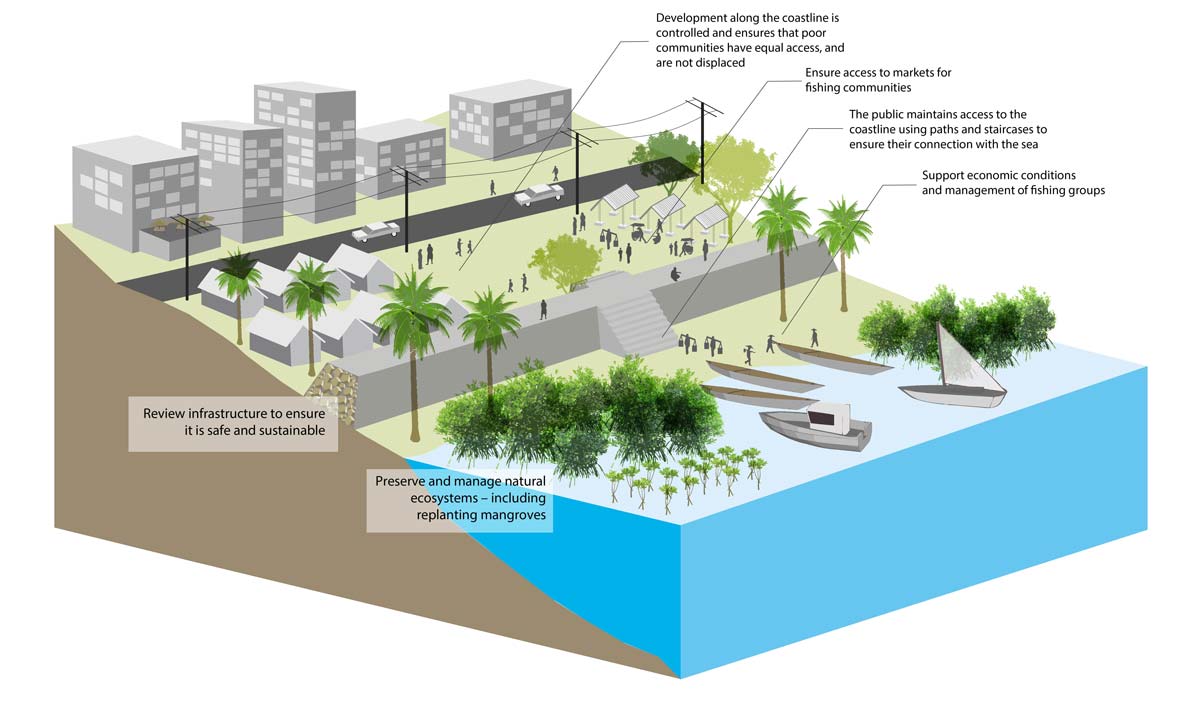 Development along the coastline is
controlled and ensures that poor
communities have equal access, and
are not displaced
Ensure access to markets for
fishing communities
The public maintains access to the
coastline using paths and staircases to
ensure their connection with the sea
Support economic conditions
and management of fishing groups
Review infrastructure to ensure
it is safe and sustainable
Preserve and manage natural
ecosystems – including
replanting mangroves